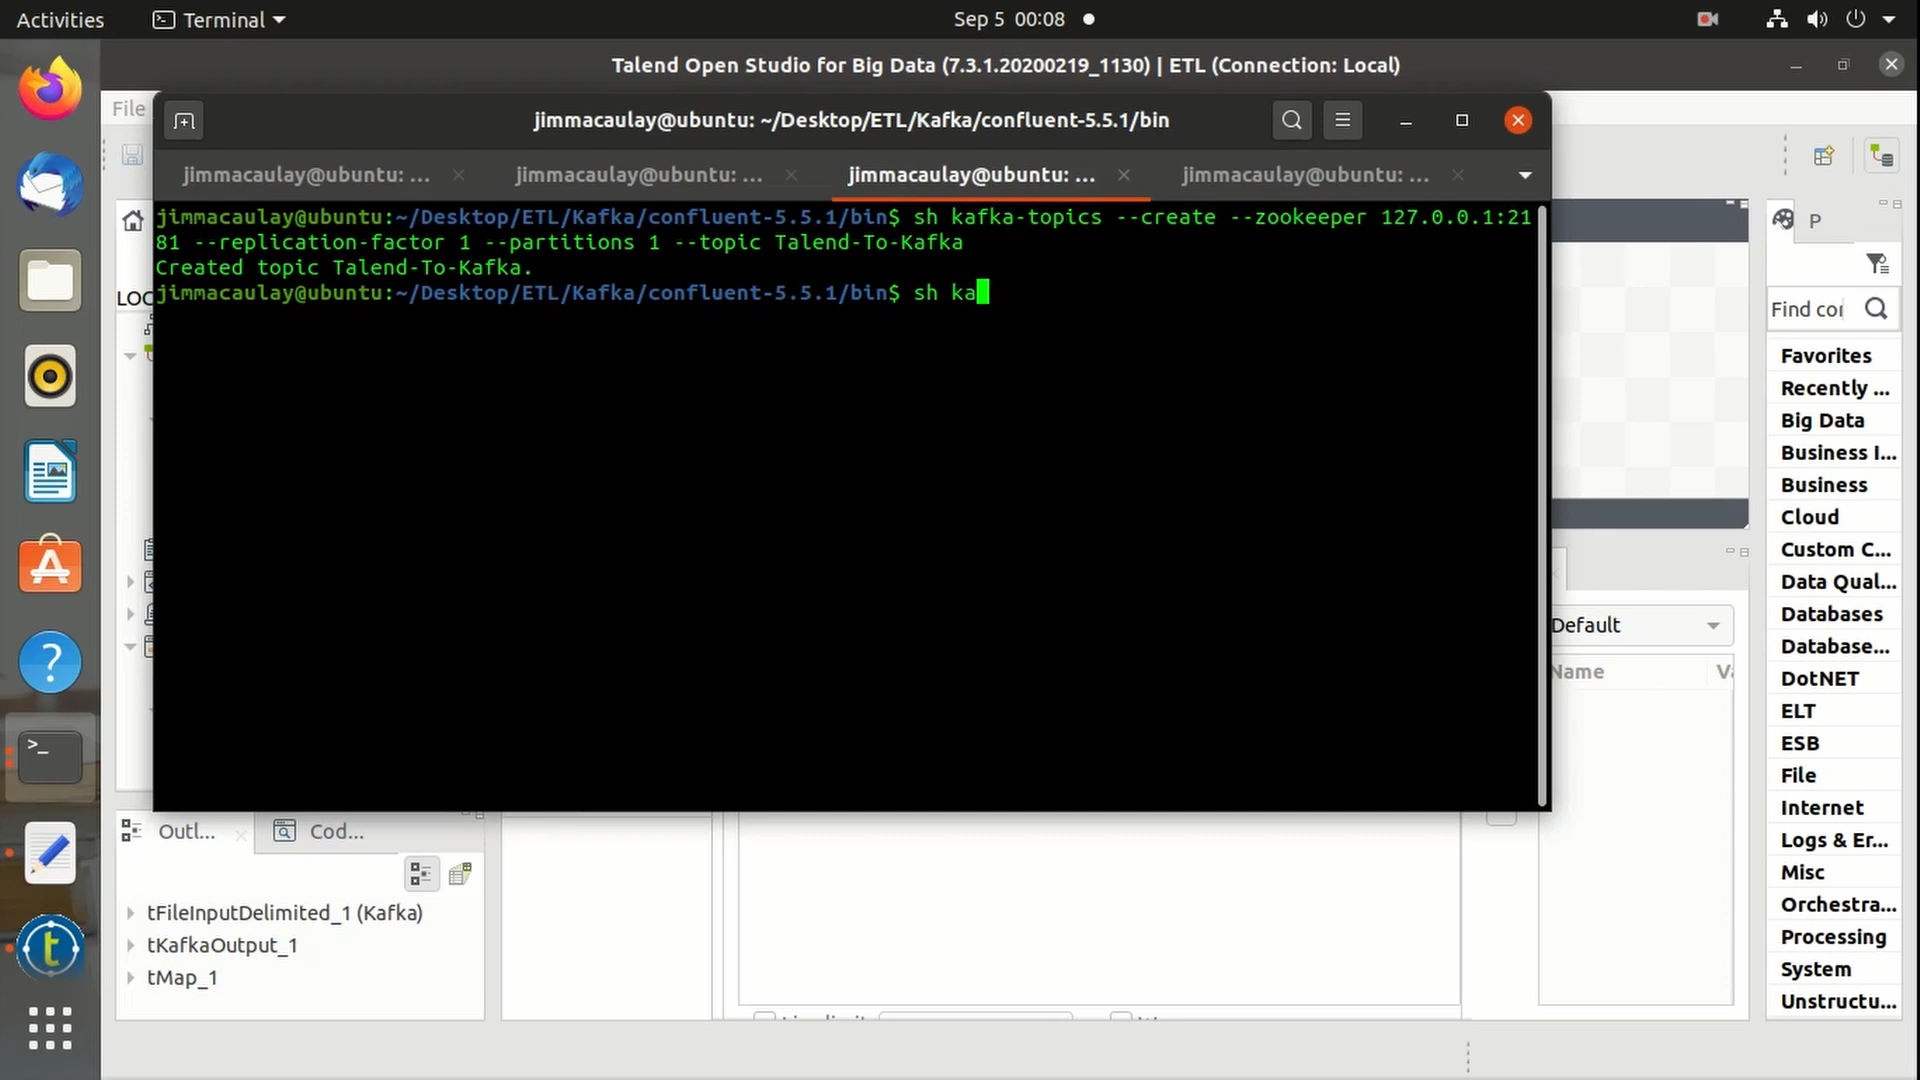 Activities
Terminal
Sep 5 00:08
Talend Open Studio for Big Data (7.3.1.20200219_1130) | ETL (Connection: Local)
File
jimmacaulay@ubuntu: ~/Desktop/ETL/Kafka/confluent-5.5.1/bin
jimmacaulay@ubuntu: ...
jimmacaulay@ubuntu: ...
jimmacaulay@ubuntu: ...
jimmacaulay@ubuntu: ...
jimmacaulay@ubuntu:~/Desktop/ETL/Kafka/confluent-5.5.1/bin$ sh kafka-topics --create --zookeeper 127.0.0.1:21
81 --replication-factor 1 --partitions 1 --topic Talend-To-Kafka
Created topic Talend-To-Kafka.
jimmacaulay@ubuntu:~/Desktop/ETL/Kafka/confluent-5.5.1/bin$ sh ka
LOC
P
Find cor
Favorites
Recently ...
Big Data
Business I...
Business
Cloud
Custom C...
Data Qual...
Databases
Database...
DotNET
ELT
ESB
File
Internet
Logs & Er...
Misc
Orchestra...
Processing
System
Unstructu...
Default
Name
Outl...
Cod...
tFileInputDelimited_1 (Kafka)
tKafkaOutput_1
tMap_1